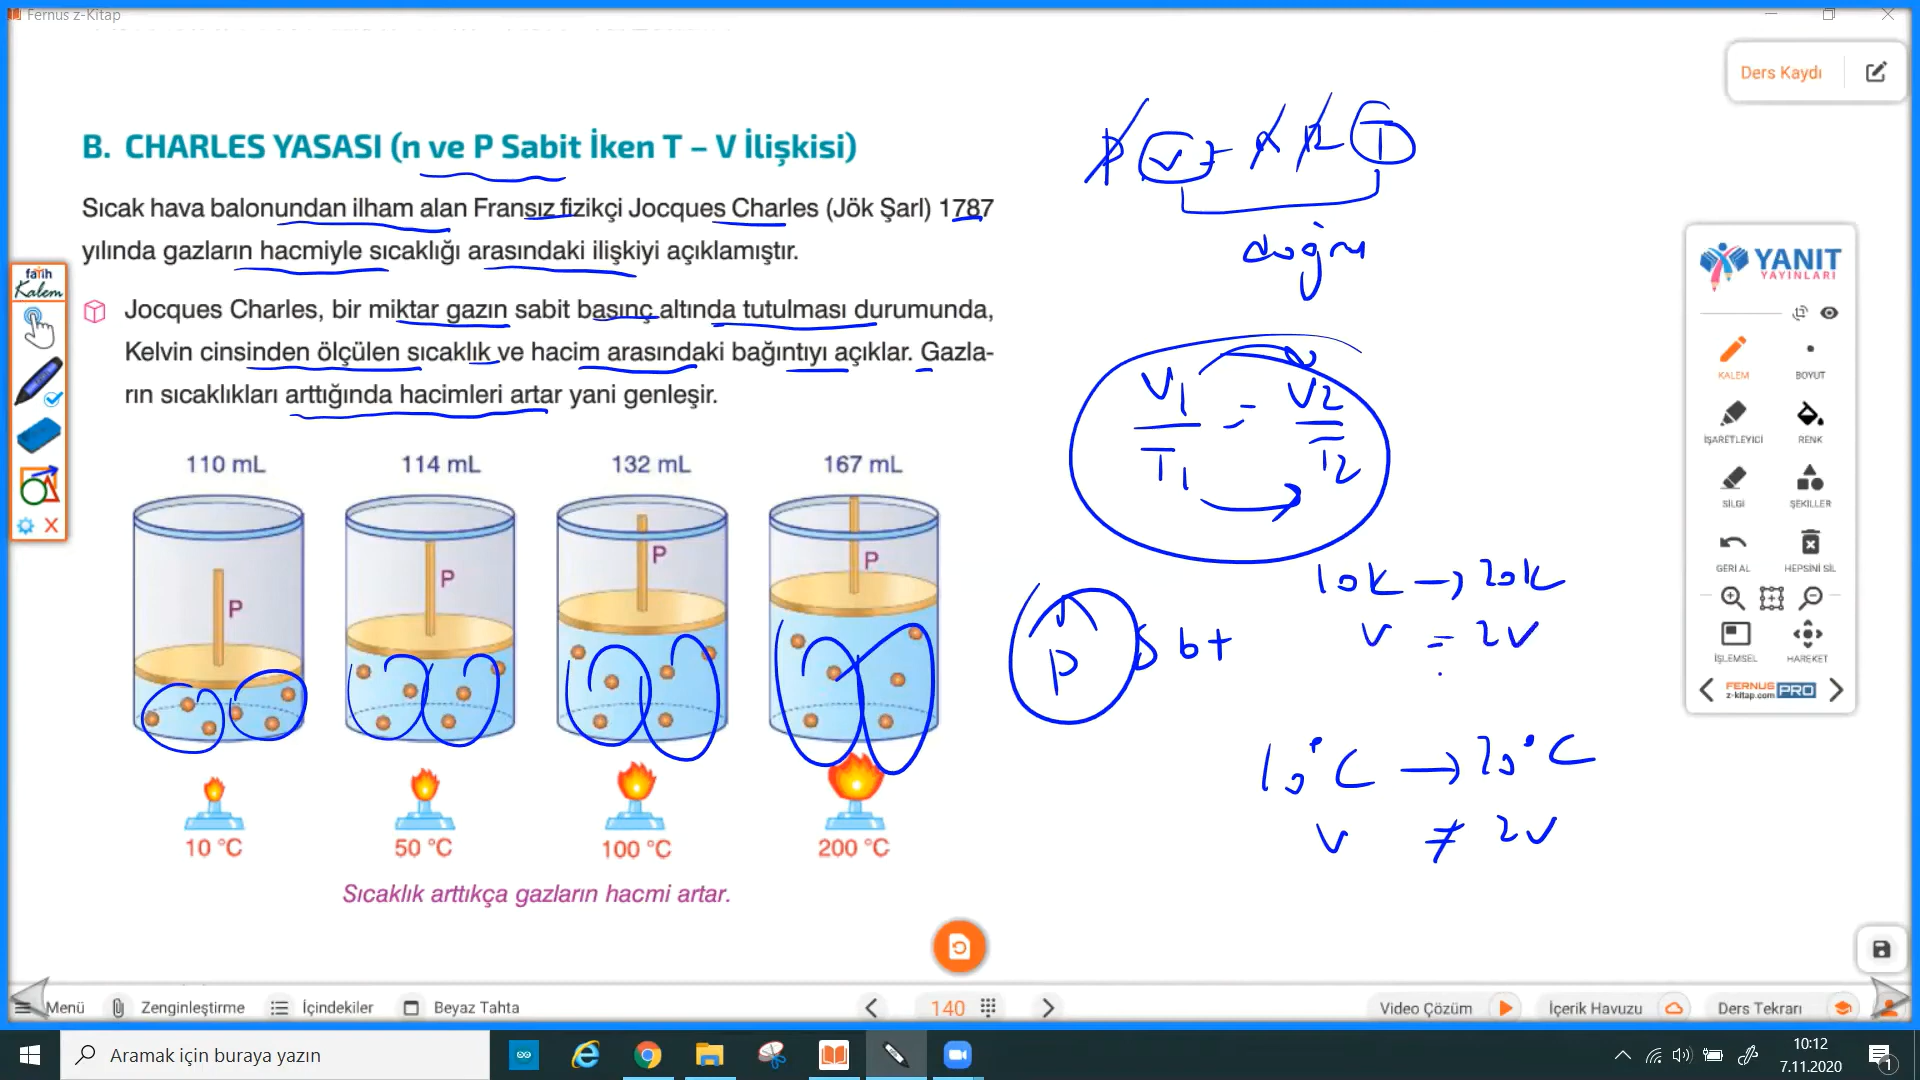 Fernus z-Kitap
Ders Kaydı
B. CHARLES YASASI (n ve P Sabit İken T – V İlişkisi)
Sıcak hava balonundan ilham alan Fransız fizikçi Jocques Charles (Jök Şarl) 1787
yılında gazların hacmiyle sıcaklığı arasındaki ilişkiyi açıklamıştır.
Jocques Charles, bir miktar gazın sabit basınç altında tutulması durumunda,
Kelvin cinsinden ölçülen sıcaklık ve hacim arasındaki bağıntıyı açıklar. Gazla-
rın sıcaklıkları arttığında hacimleri artar yani genleşir.
110 mL 114 mL 132 mL 167 mL
P P P P
10 °C 50 °C 100 °C 200 °C
Sıcaklık arttıkça gazların hacmi artar.
P V = n R T
doğru
V1 = V2
T1 T2
10K → 20K
V = 2V
P sbt
10°C → 20°C
V ≠ 2V
fatih
Kalem
X
YANIT
YAYINLARI
KALEM BOYUT
İŞARETLEYİCİ RENK
SİLGİ ŞEKİLLER
GERİ AL HEPSİNİ SİL
İŞLEMSEL HAREKET
FERNUS PRO
z-kitap.com
Menü Zenginleştirme İçindekiler Beyaz Tahta 140 Video Çözüm İçerik Havuzu Ders Tekrarı
Aramak için buraya yazın
10:12
7.11.2020
1